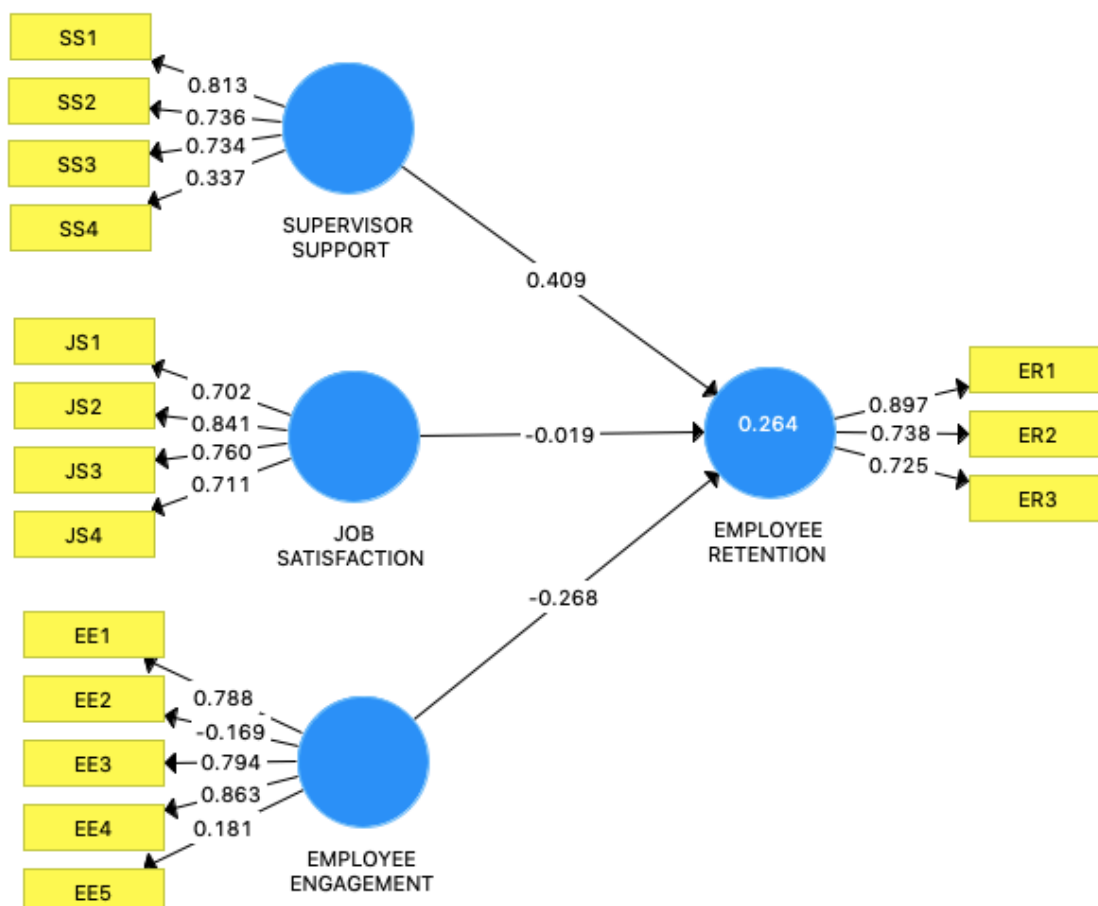 SS1
0.813
SS2
0.736
SS3
0.734
0.337
SS4
SUPERVISOR
SUPPORT
0.409
JS1
0.702
JS2
0.841
JS3
0.760
0.711
JS4
JOB
SATISFACTION
-0.019
0.264
EMPLOYEE
RETENTION
ER1
0.897
ER2
0.738
0.725
ER3
-0.268
EE1
0.788
EE2
-0.169
EE3
0.794
0.863
EE4
0.181
EE5
EMPLOYEE
ENGAGEMENT